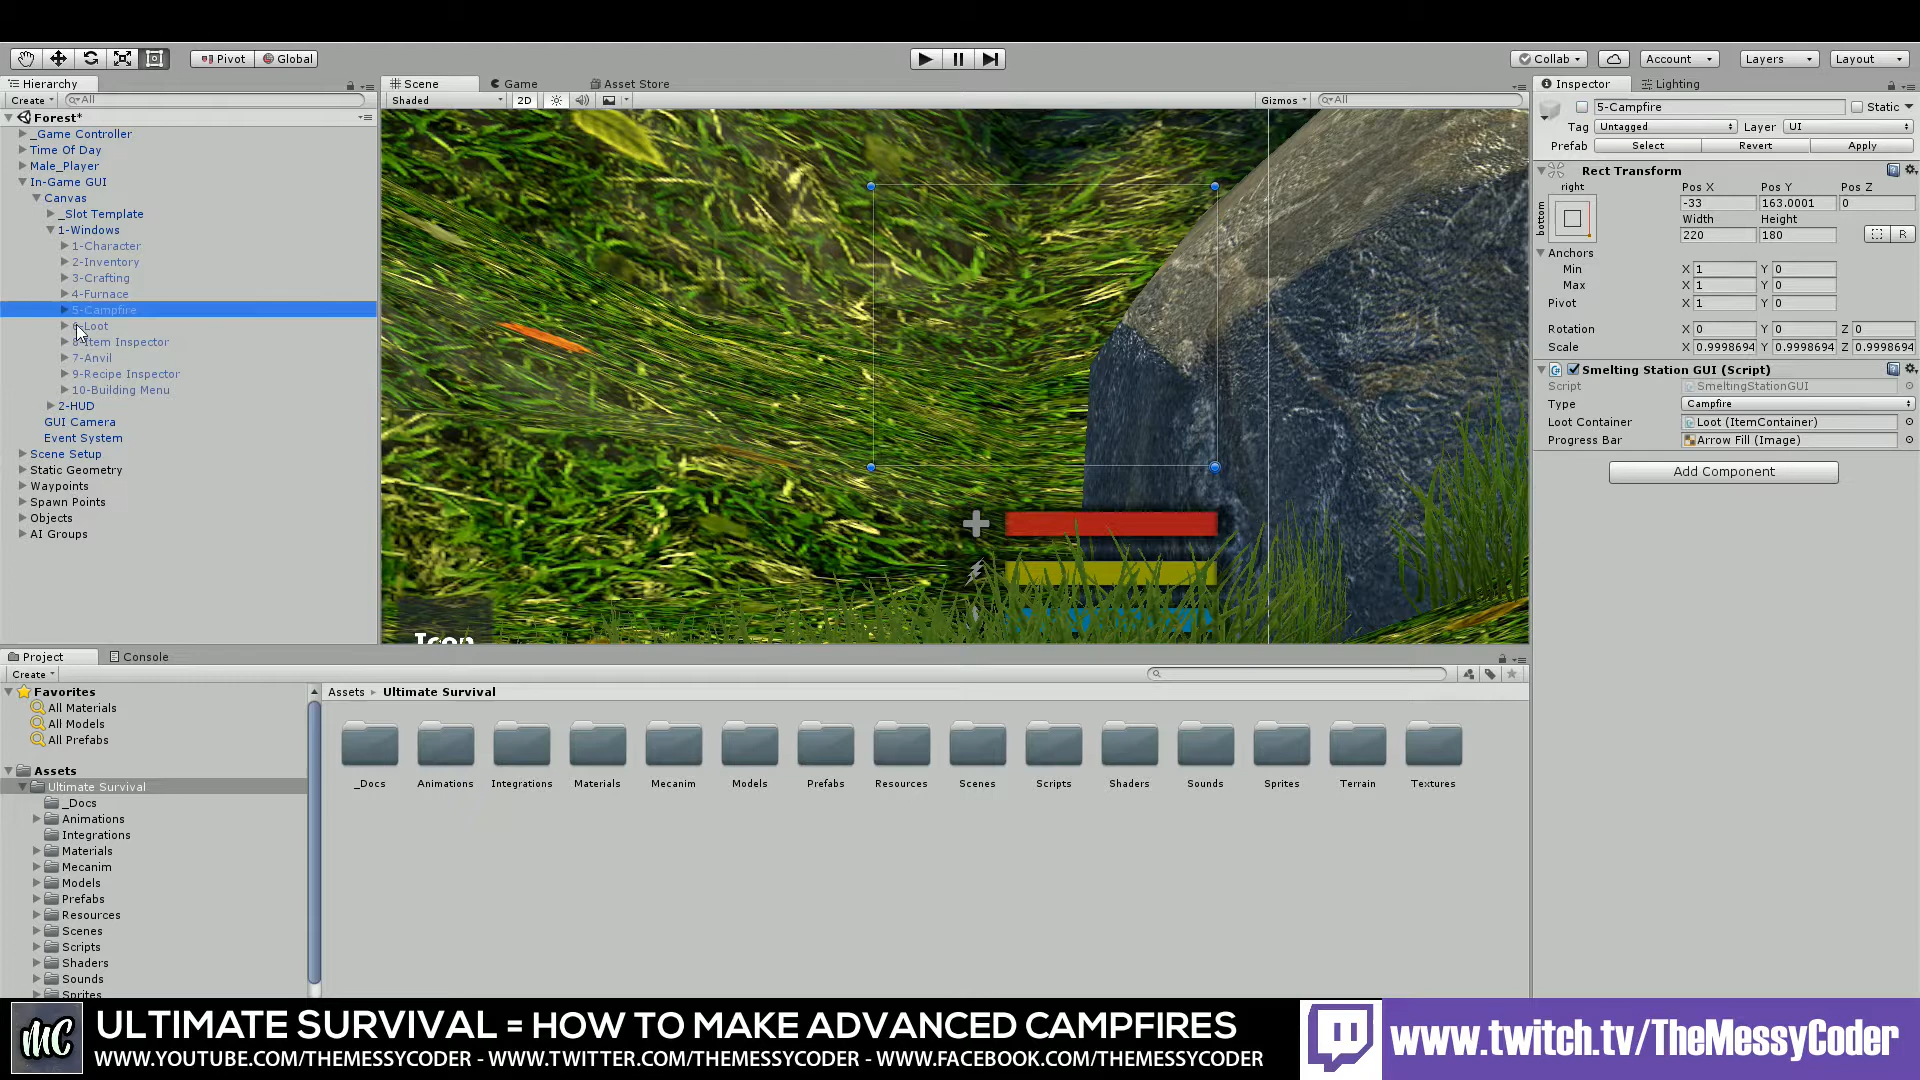 Pivot
Global
Collab
Account
Layers
Layout
Hierarchy
Create
All
Forest*
_Game Controller
Time Of Day
Male_Player
In-Game GUI
Canvas
_Slot Template
1-Windows
1-Character
2-Inventory
3-Crafting
4-Furnace
5-Campfire
6-Loot
8-Item Inspector
7-Anvil
9-Recipe Inspector
10-Building Menu
2-HUD
GUI Camera
Event System
Scene Setup
Static Geometry
Waypoints
Spawn Points
Objects
AI Groups
Scene
Game
Asset Store
Shaded
2D
Gizmos
All
Icon
Inspector
Lighting
5-Campfire
Static
Tag Untagged
Layer UI
Prefab Select Revert Apply
Rect Transform
right
bottom
Pos X Pos Y Pos Z
-33 163.0001 0
Width Height
220 180
R
Anchors
Min X 1 Y 0
Max X 1 Y 0
Pivot X 1 Y 0
Rotation X 0 Y 0 Z 0
Scale X 0.9998694 Y 0.9998694 Z 0.9998694
Smelting Station GUI (Script)
Script SmeltingStationGUI
Type Campfire
Loot Container Loot (ItemContainer)
Progress Bar Arrow Fill (Image)
Add Component
Project
Console
Create
Favorites
All Materials
All Models
All Prefabs
Assets
Ultimate Survival
_Docs
Animations
Integrations
Materials
Mecanim
Models
Prefabs
Resources
Scenes
Scripts
Shaders
Sounds
Sprites
Assets Ultimate Survival
_Docs Animations Integrations Materials Mecanim Models Prefabs Resources Scenes Scripts Shaders Sounds Sprites Terrain Textures
MC
ULTIMATE SURVIVAL = HOW TO MAKE ADVANCED CAMPFIRES
WWW.YOUTUBE.COM/THEMESSYCODER - WWW.TWITTER.COM/THEMESSYCODER - WWW.FACEBOOK.COM/THEMESSYCODER
www.twitch.tv/TheMessyCoder